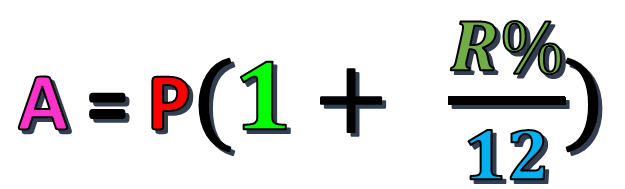 A = P(1 + R%/12)